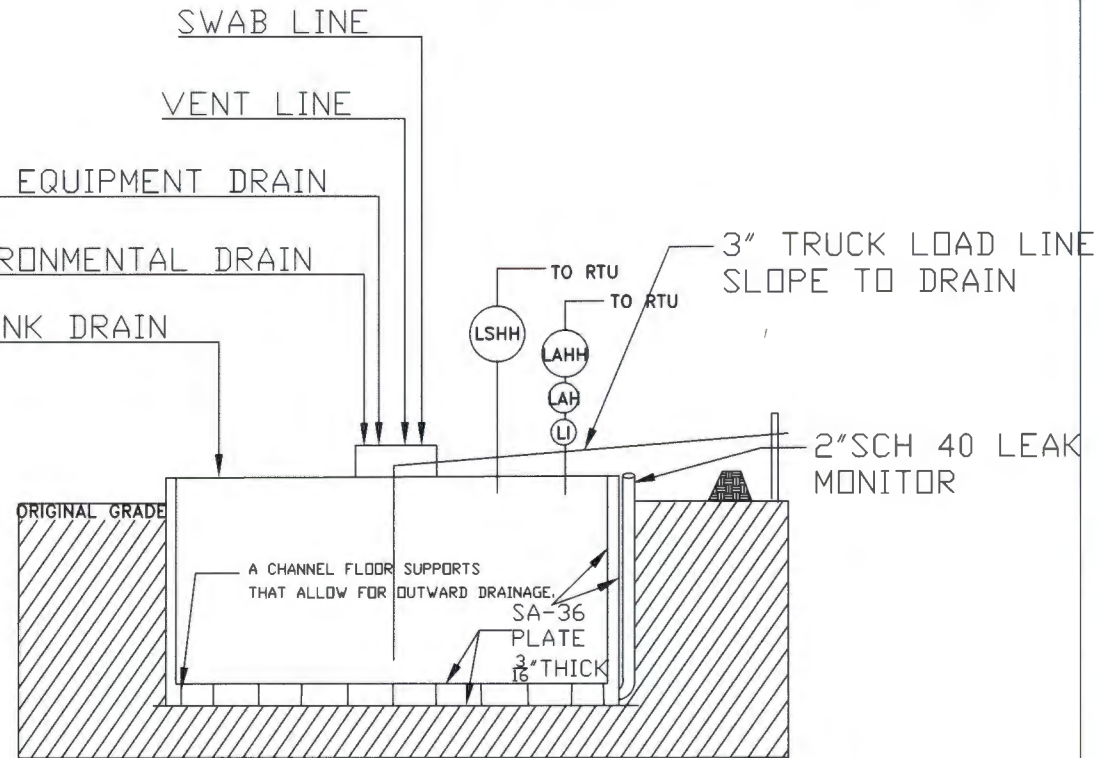 SWAB LINE
VENT LINE
EQUIPMENT DRAIN
RONMENTAL DRAIN
NK DRAIN
3" TRUCK LOAD LINE
SLOPE TO DRAIN
TO RTU
TO RTU
LSHH
LAHH
LAH
LI
2"SCH 40 LEAK
MONITOR
ORIGINAL GRADE
A CHANNEL FLOOR SUPPORTS
THAT ALLOW FOR OUTWARD DRAINAGE.
SA-36
PLATE
3/16" THICK